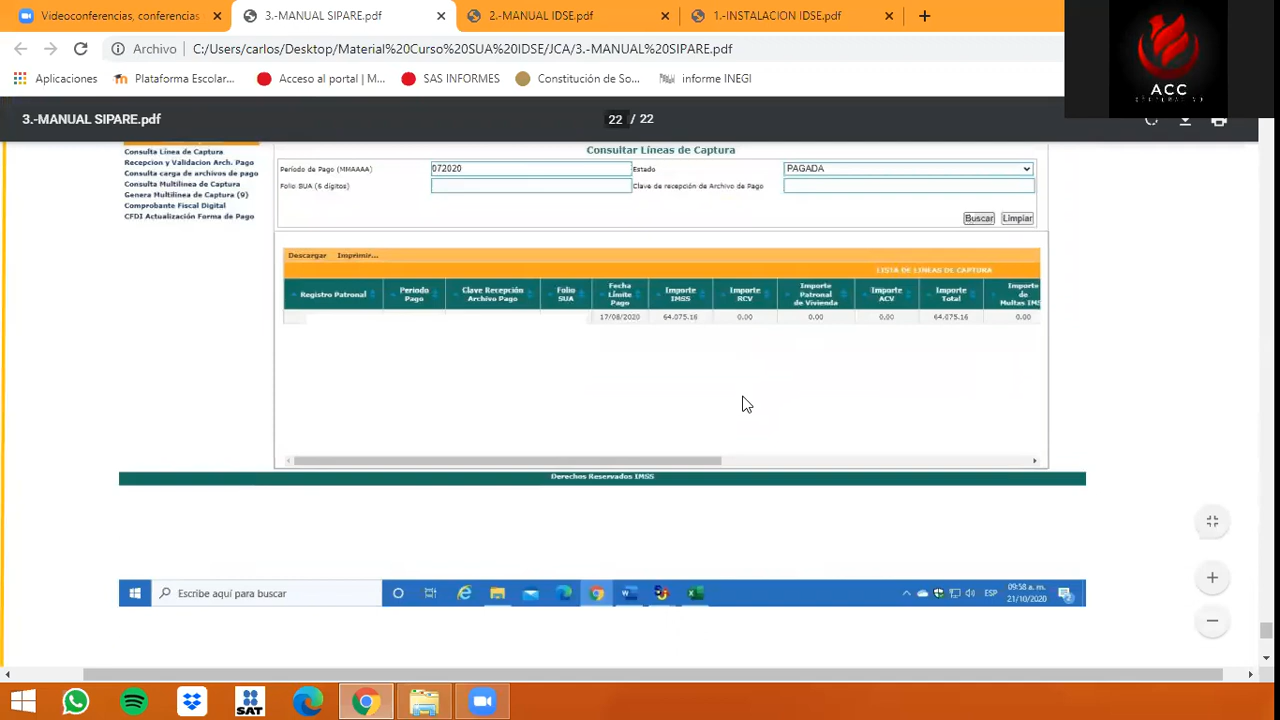 Videoconferencias, conferencias
3.-MANUAL SIPARE.pdf
2.-MANUAL IDSE.pdf
1.-INSTALACION IDSE.pdf
Archivo
C:/Users/carlos/Desktop/Material%20Curso%20SUA%20IDSE/JCA/3.-MANUAL%20SIPARE.pdf
Aplicaciones
Plataforma Escolar...
Acceso al portal | M...
SAS INFORMES
Constitución de So...
informe INEGI
ACC
3.-MANUAL SIPARE.pdf
22 / 22
Consulta Línea de Captura
Recepcion y Validacion Arch. Pago
Consulta carga de archivos de pago
Consulta Multilínea de Captura
Genera Multilinea de Captura (9)
Comprobante Fiscal Digital
CFDI Actualización Forma de Pago
Consultar Líneas de Captura
Período de Pago (MMAAAA)
072020
Estado
PAGADA
Folio SUA (6 digitos)
Clave de recepción de Archivo de Pago
Buscar
Limpiar
Descargar
Imprimir...
LISTA DE LINEAS DE CAPTURA
Registro Patronal
Periodo Pago
Clave Recepción Archivo Pago
Folio SUA
Fecha Límite Pago
Importe IMSS
Importe RCV
Importe Patronal de Vivienda
Importe ACV
Importe Total
Importe de Multas IMS
17/08/2020
64,075.16
0.00
0.00
0.00
64,075.16
0.00
Derechos Reservados IMSS
Escribe aquí para buscar
ESP
09:58 a. m.
21/10/2020
2
SAT